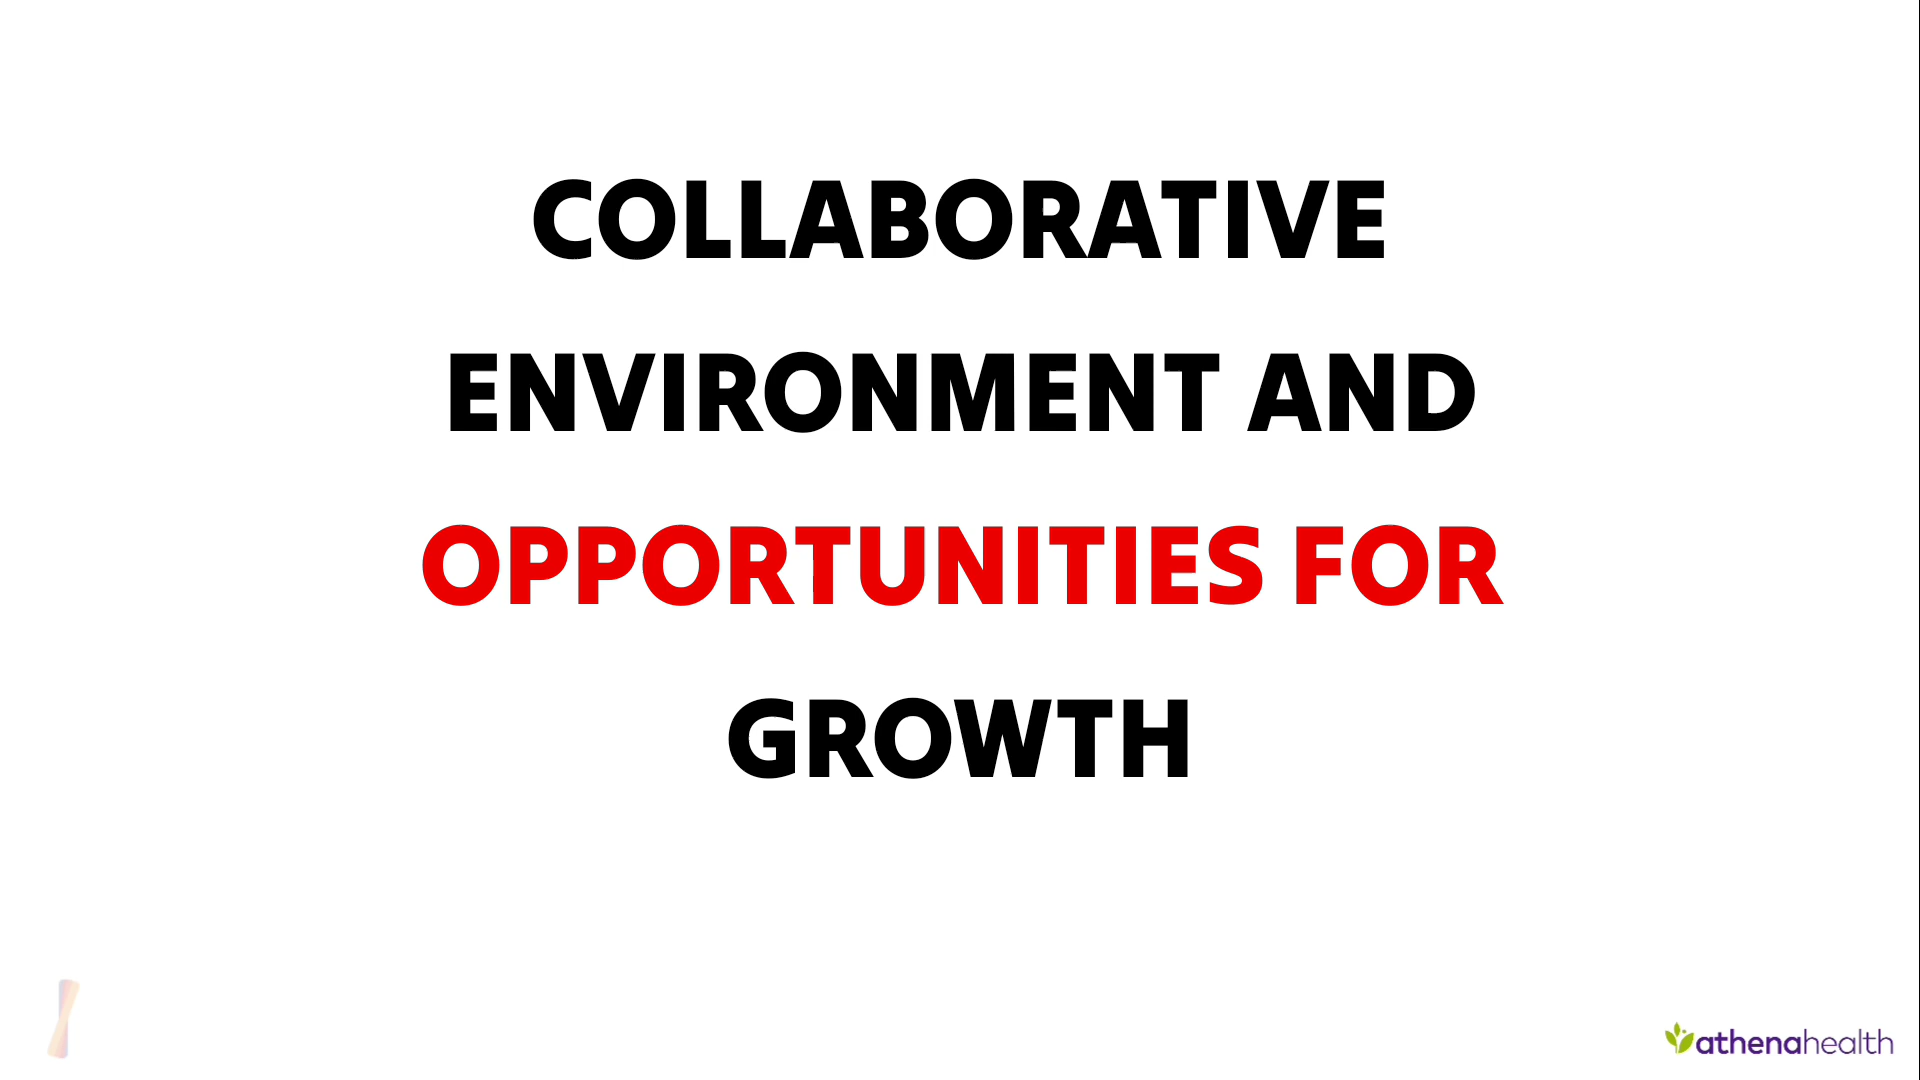 COLLABORATIVE
ENVIRONMENT AND
OPPORTUNITIES FOR
GROWTH
athenahealth